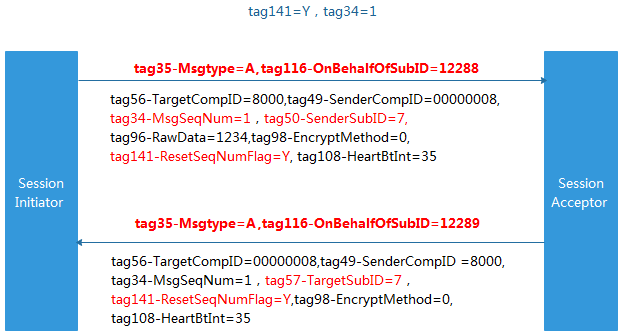 tag141=Y，tag34=1
tag35-Msgtype=A,tag116-OnBehalfOfSubID=12288
tag56-TargetCompID=8000,tag49-SenderCompID=00000008,
tag34-MsgSeqNum=1，tag50-SenderSubID=7,
tag96-RawData=1234,tag98-EncryptMethod=0,
tag141-ResetSeqNumFlag=Y, tag108-HeartBtInt=35
Session
Initiator
Session
Acceptor
tag35-Msgtype=A,tag116-OnBehalfOfSubID=12289
tag56-TargetCompID=00000008,tag49-SenderCompID =8000,
tag34-MsgSeqNum=1，tag57-TargetSubID=7，
tag141-ResetSeqNumFlag=Y,tag98-EncryptMethod=0,
tag108-HeartBtInt=35